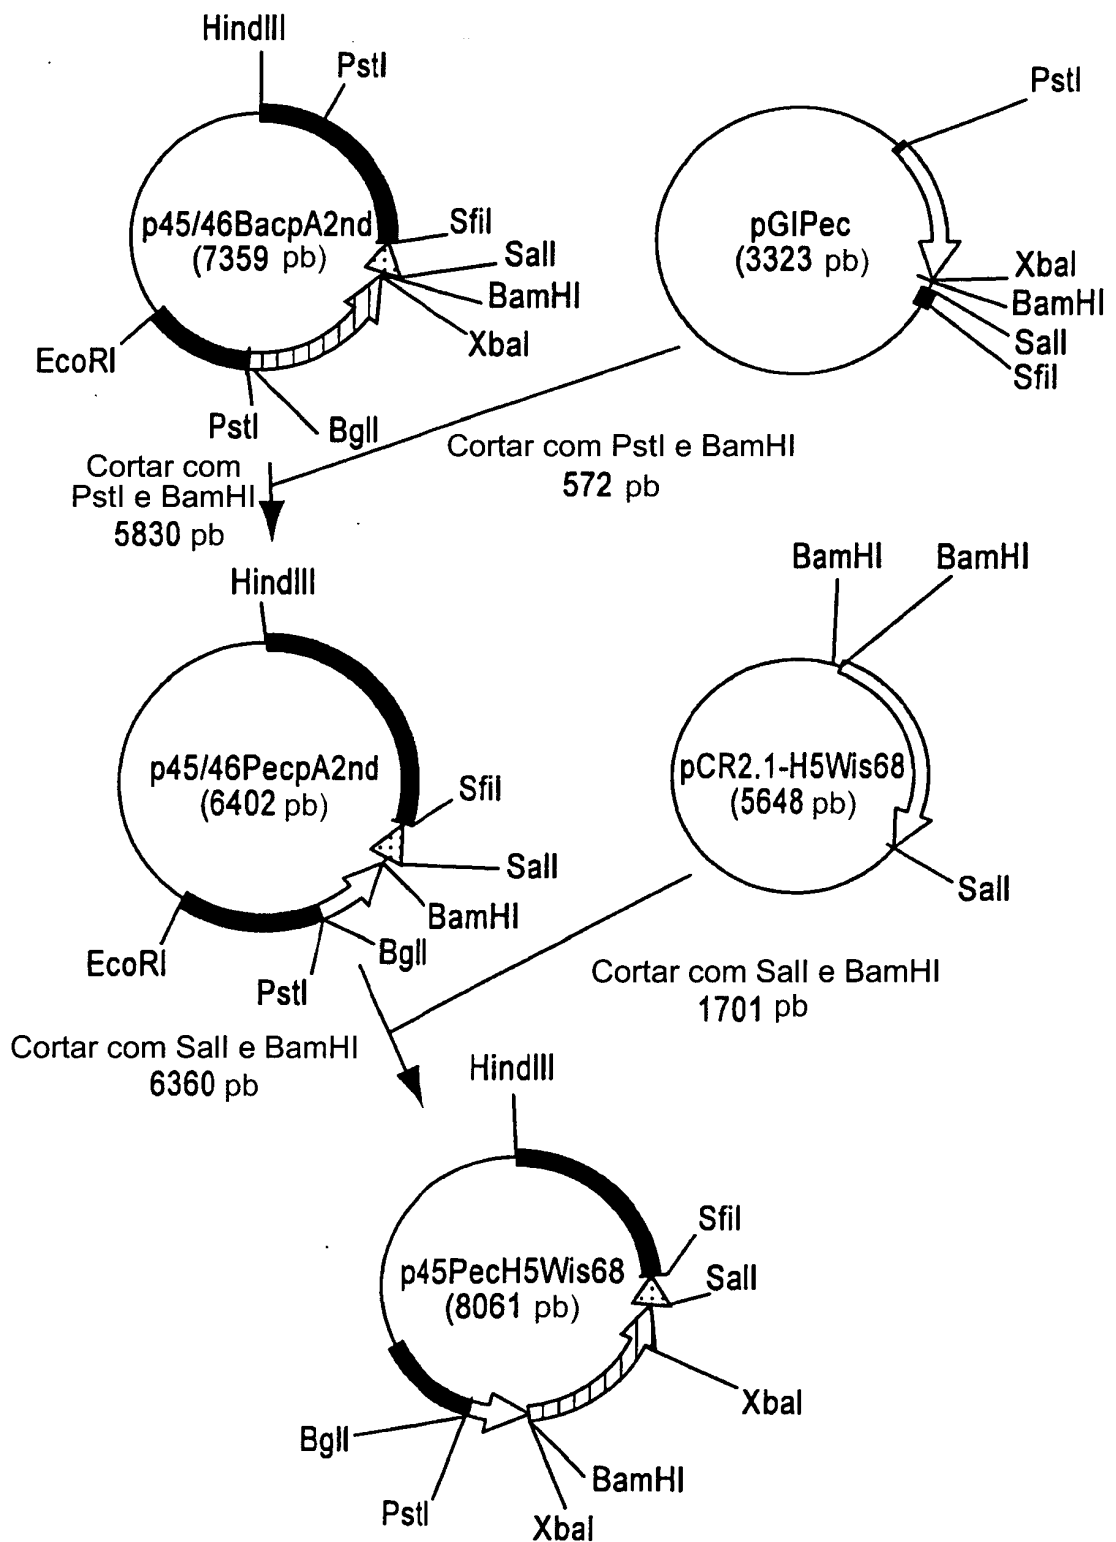 HindIII
PstI
p45/46BacpA2nd
(7359 pb)
SfiI
SalI
BamHI
XbaI
EcoRI
PstI
BglI
PstI
pGIPec
(3323 pb)
XbaI
BamHI
SalI
SfiI
Cortar com
PstI e BamHI
5830 pb
Cortar com PstI e BamHI
572 pb
HindIII
p45/46PecpA2nd
(6402 pb)
SfiI
SalI
BamHI
BglI
PstI
EcoRI
BamHI
BamHI
pCR2.1-H5Wis68
(5648 pb)
SalI
Cortar com SalI e BamHI
6360 pb
Cortar com SalI e BamHI
1701 pb
HindIII
p45PecH5Wis68
(8061 pb)
SfiI
SalI
XbaI
BamHI
XbaI
PstI
BglI